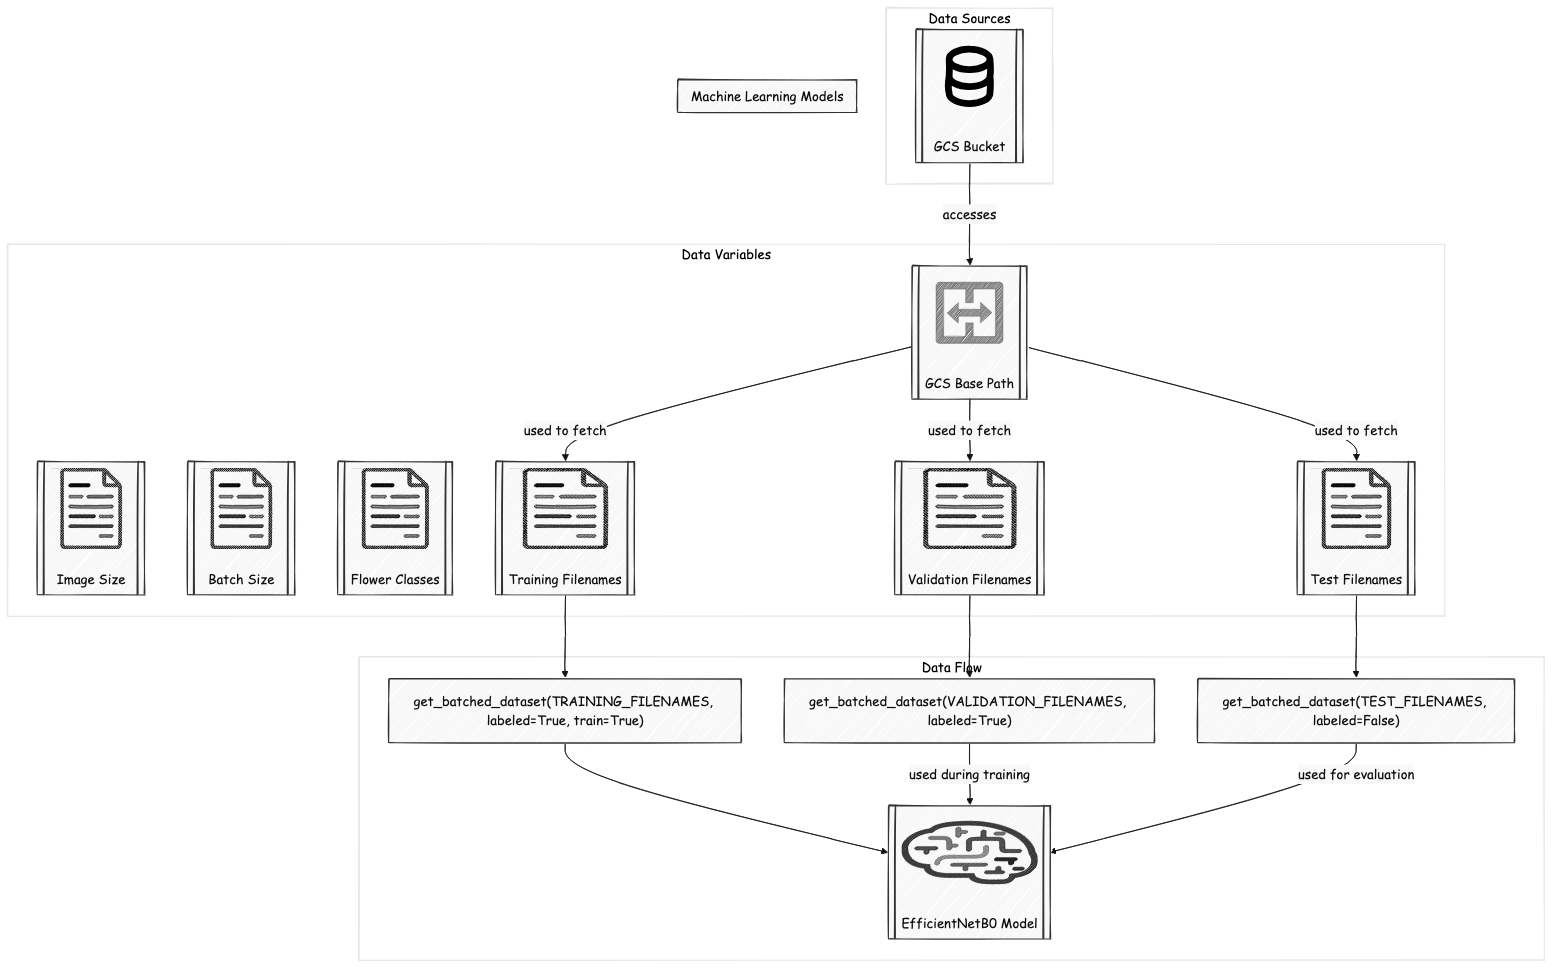 Data Sources
Machine Learning Models
GCS Bucket
accesses
Data Variables
GCS Base Path
used to fetch
used to fetch
used to fetch
Image Size
Batch Size
Flower Classes
Training Filenames
Validation Filenames
Test Filenames
Data Flow
get_batched_dataset(TRAINING_FILENAMES,
labeled=True, train=True)
get_batched_dataset(VALIDATION_FILENAMES,
labeled=True)
get_batched_dataset(TEST_FILENAMES,
labeled=False)
used during training
used for evaluation
EfficientNetB0 Model